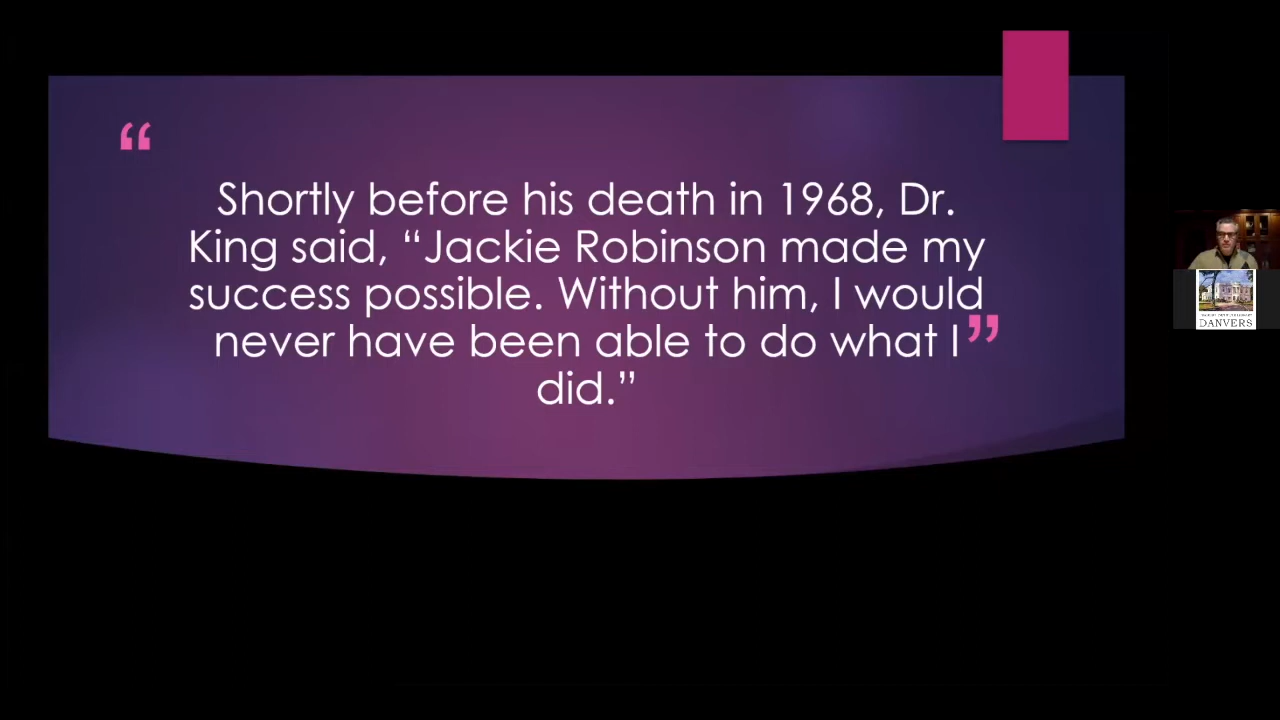 “
Shortly before his death in 1968, Dr.
King said, “Jackie Robinson made my
success possible. Without him, I would
never have been able to do what I
did.”
”
DANVERS